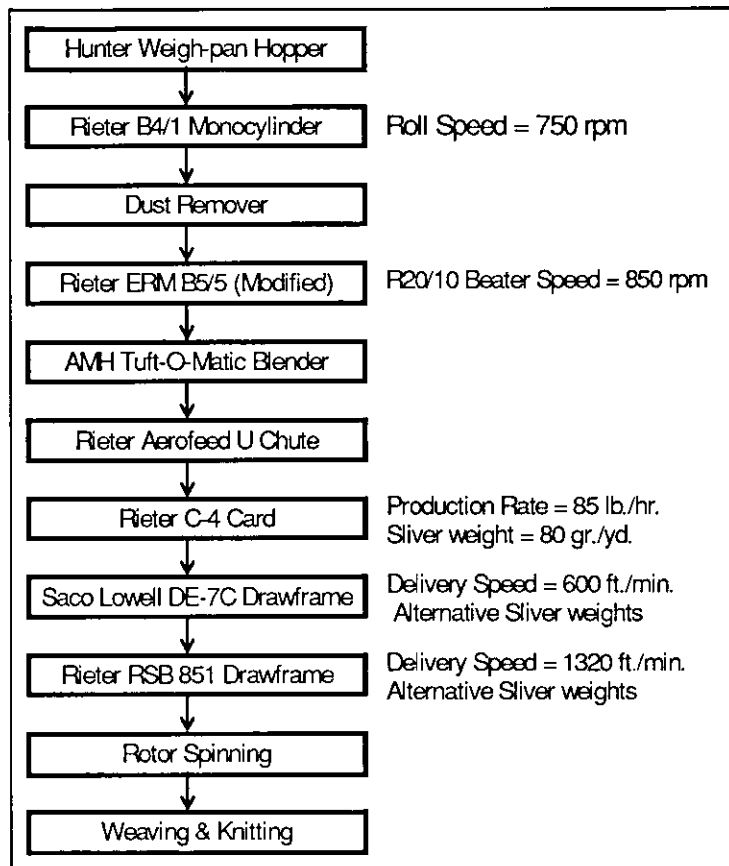 Hunter Weigh-pan Hopper
Rieter B4/1 Monocylinder
Roll Speed = 750 rpm
Dust Remover
Rieter ERM B5/5 (Modified)
R20/10 Beater Speed = 850 rpm
AMH Tuft-O-Matic Blender
Rieter Aerofeed U Chute
Rieter C-4 Card
Production Rate = 85 lb./hr.
Sliver weight = 80 gr./yd.
Saco Lowell DE-7C Drawframe
Delivery Speed = 600 ft./min.
Alternative Sliver weights
Rieter RSB 851 Drawframe
Delivery Speed = 1320 ft./min.
Alternative Sliver weights
Rotor Spinning
Weaving & Knitting